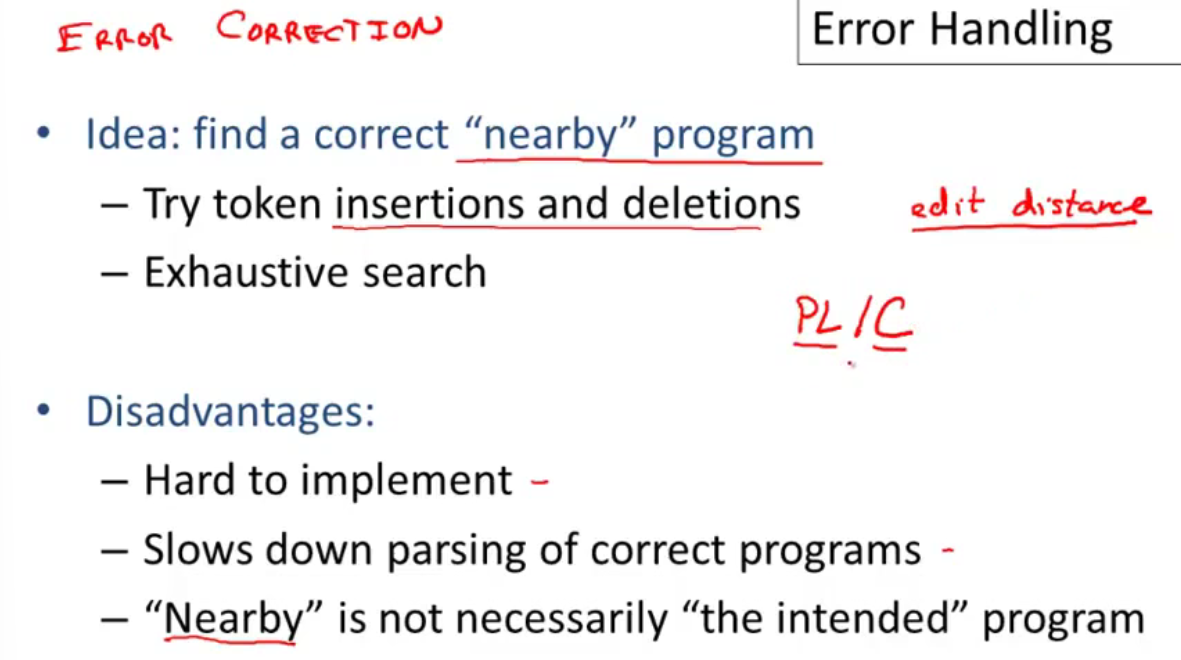 ERROR CORRECTION
Error Handling
• Idea: find a correct “nearby” program
– Try token insertions and deletions
edit distance
– Exhaustive search
PL/C
• Disadvantages:
– Hard to implement -
– Slows down parsing of correct programs -
– “Nearby” is not necessarily “the intended” program